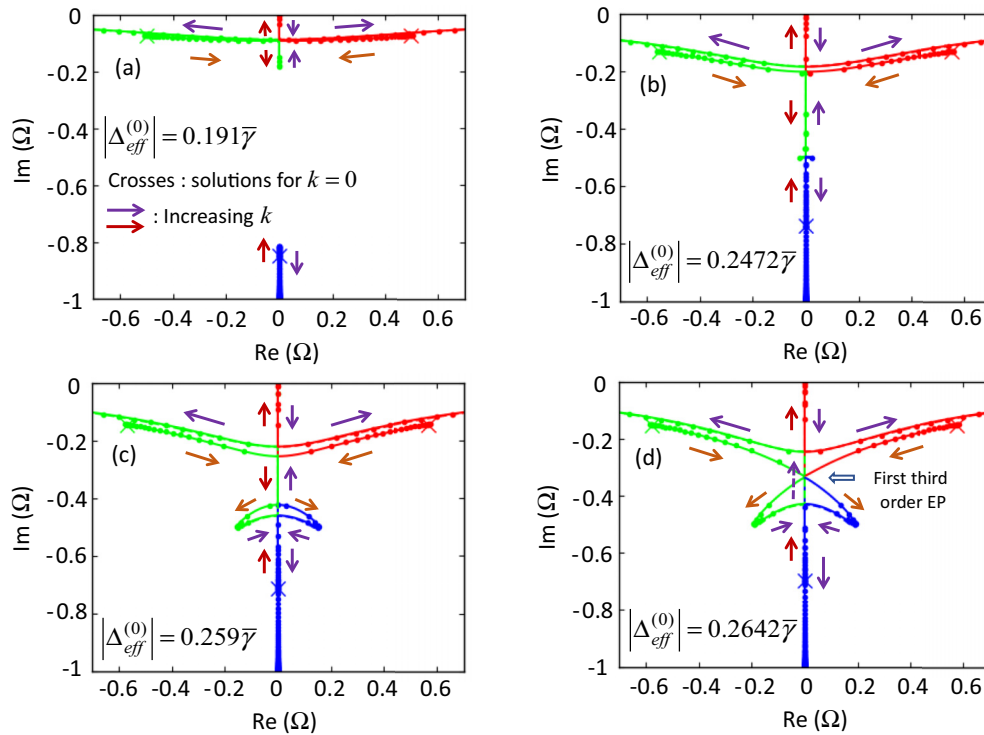 0
-0.2
-0.4
-0.6
-0.8
-1
Im (Ω)
(a)
|Δ_eff^(0)| = 0.191γ̅
Crosses : solutions for k = 0
: Increasing k
-0.6 -0.4 -0.2 0 0.2 0.4 0.6
Re (Ω)
0
-0.2
-0.4
-0.6
-0.8
-1
Im (Ω)
(b)
|Δ_eff^(0)| = 0.2472γ̅
-0.6 -0.4 -0.2 0 0.2 0.4 0.6
Re (Ω)
0
-0.2
-0.4
-0.6
-0.8
-1
Im (Ω)
(c)
|Δ_eff^(0)| = 0.259γ̅
-0.6 -0.4 -0.2 0 0.2 0.4 0.6
Re (Ω)
0
-0.2
-0.4
-0.6
-0.8
-1
Im (Ω)
(d)
First third
order EP
|Δ_eff^(0)| = 0.2642γ̅
-0.6 -0.4 -0.2 0 0.2 0.4 0.6
Re (Ω)